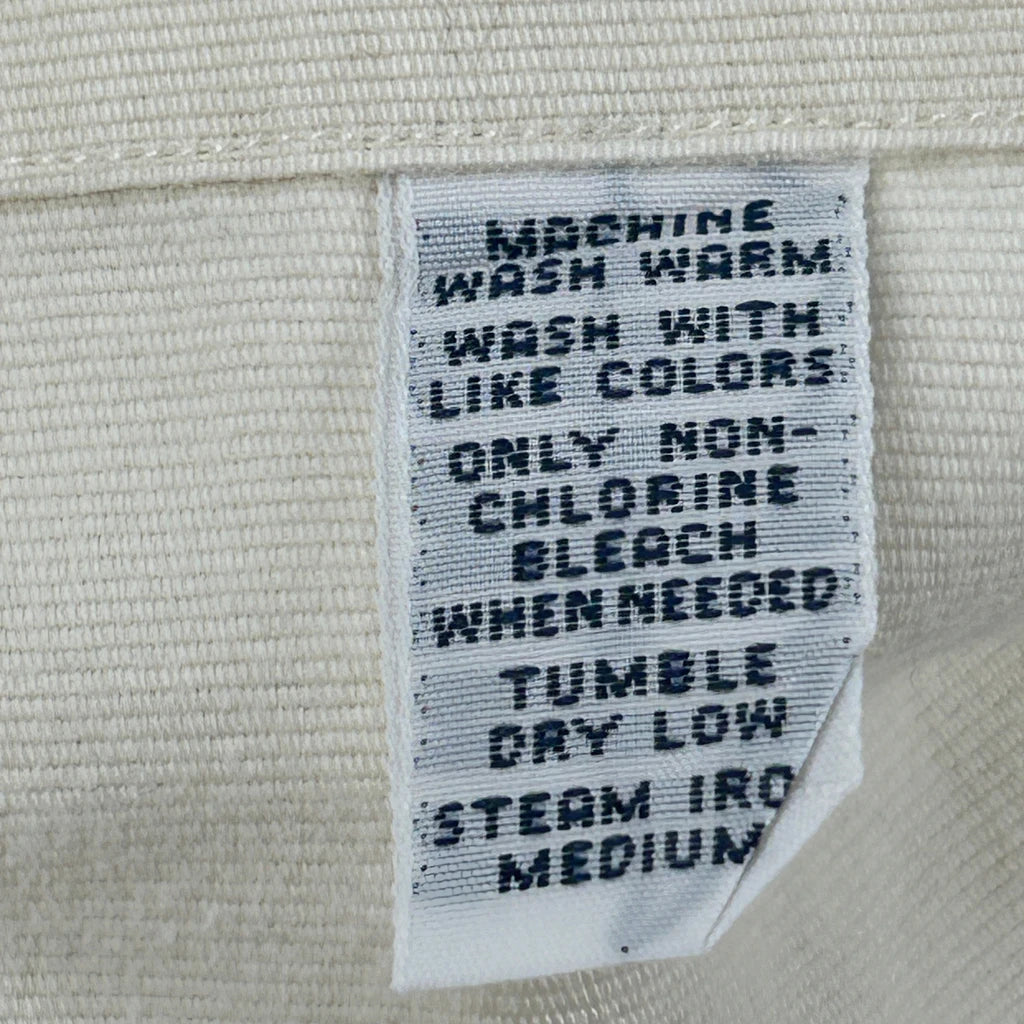 MACHINE
WASH WARM
WASH WITH
LIKE COLORS
ONLY NON-
CHLORINE
BLEACH
WHEN NEEDED
TUMBLE
DRY LOW
STEAM IRO
MEDIUM